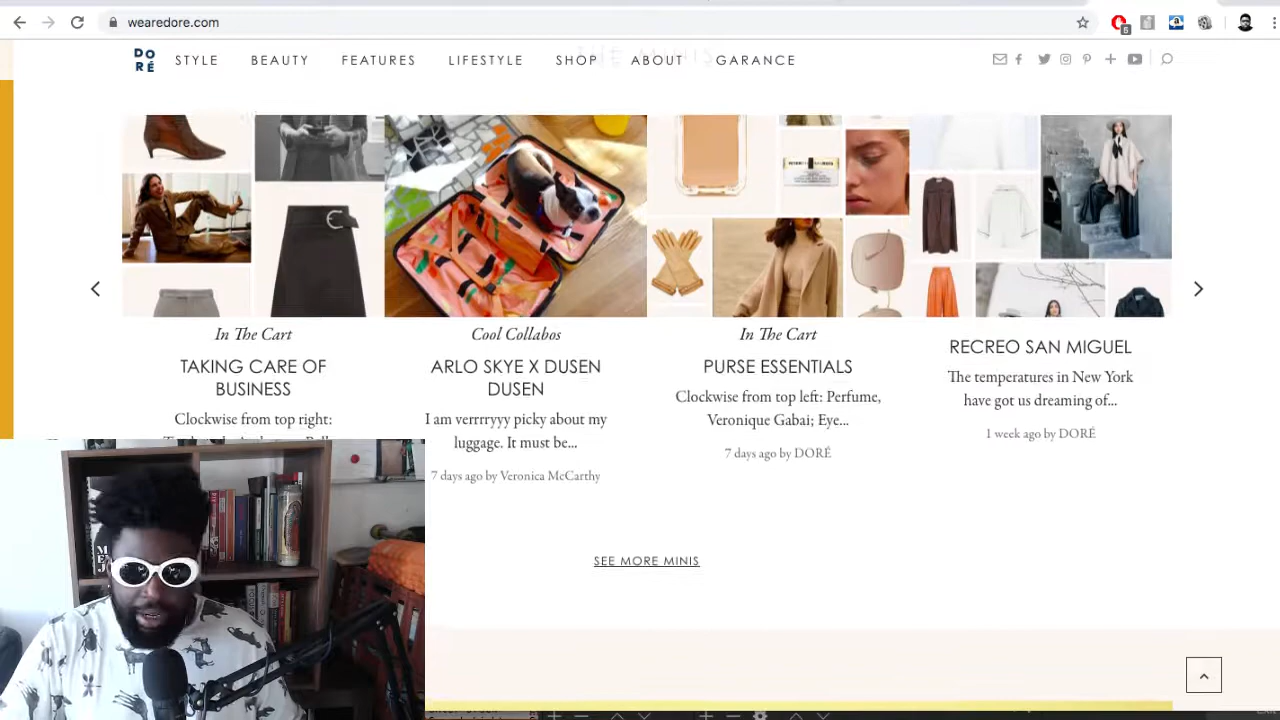 wearedore.com
5
DO
RÉ
STYLE BEAUTY FEATURES LIFESTYLE SHOP ABOUT GARANCE
THE MINIS
In The Cart
TAKING CARE OF
BUSINESS
Clockwise from top right:
Cool Collabos
ARLO SKYE X DUSEN
DUSEN
I am verrrryyy picky about my
luggage. It must be...
7 days ago by Veronica McCarthy
In The Cart
PURSE ESSENTIALS
Clockwise from top left: Perfume,
Veronique Gabai; Eye...
7 days ago by DORÉ
RECREO SAN MIGUEL
The temperatures in New York
have got us dreaming of...
1 week ago by DORÉ
SEE MORE MINIS